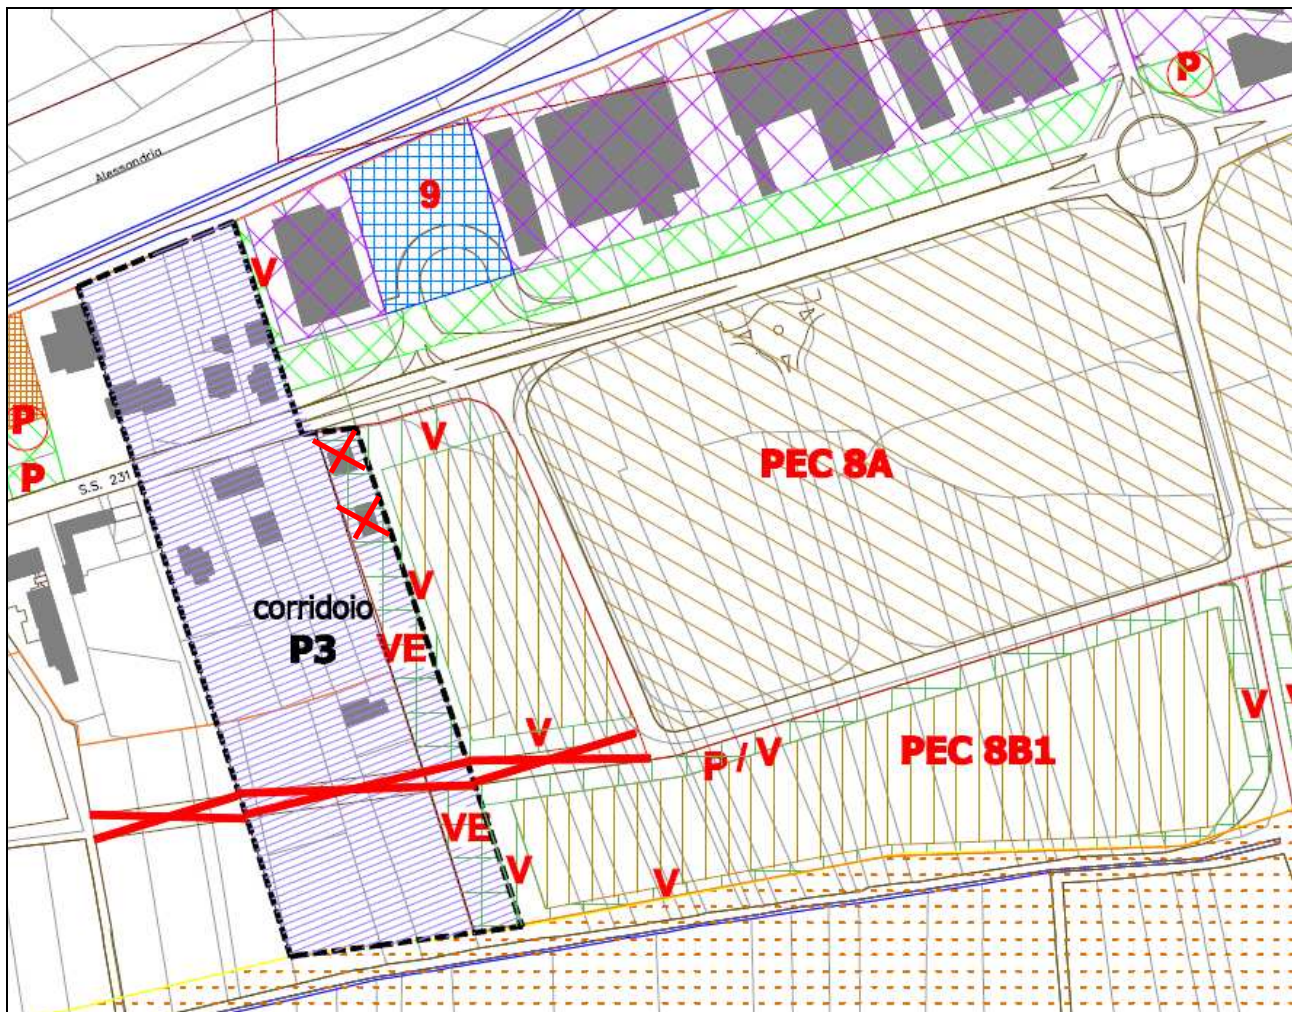 P
Alessandria
9
V
P
P
V
S.S. 231
PEC 8A
V
corridoio
P3
VE
V
V
V
P / V
PEC 8B1
VE
V
V